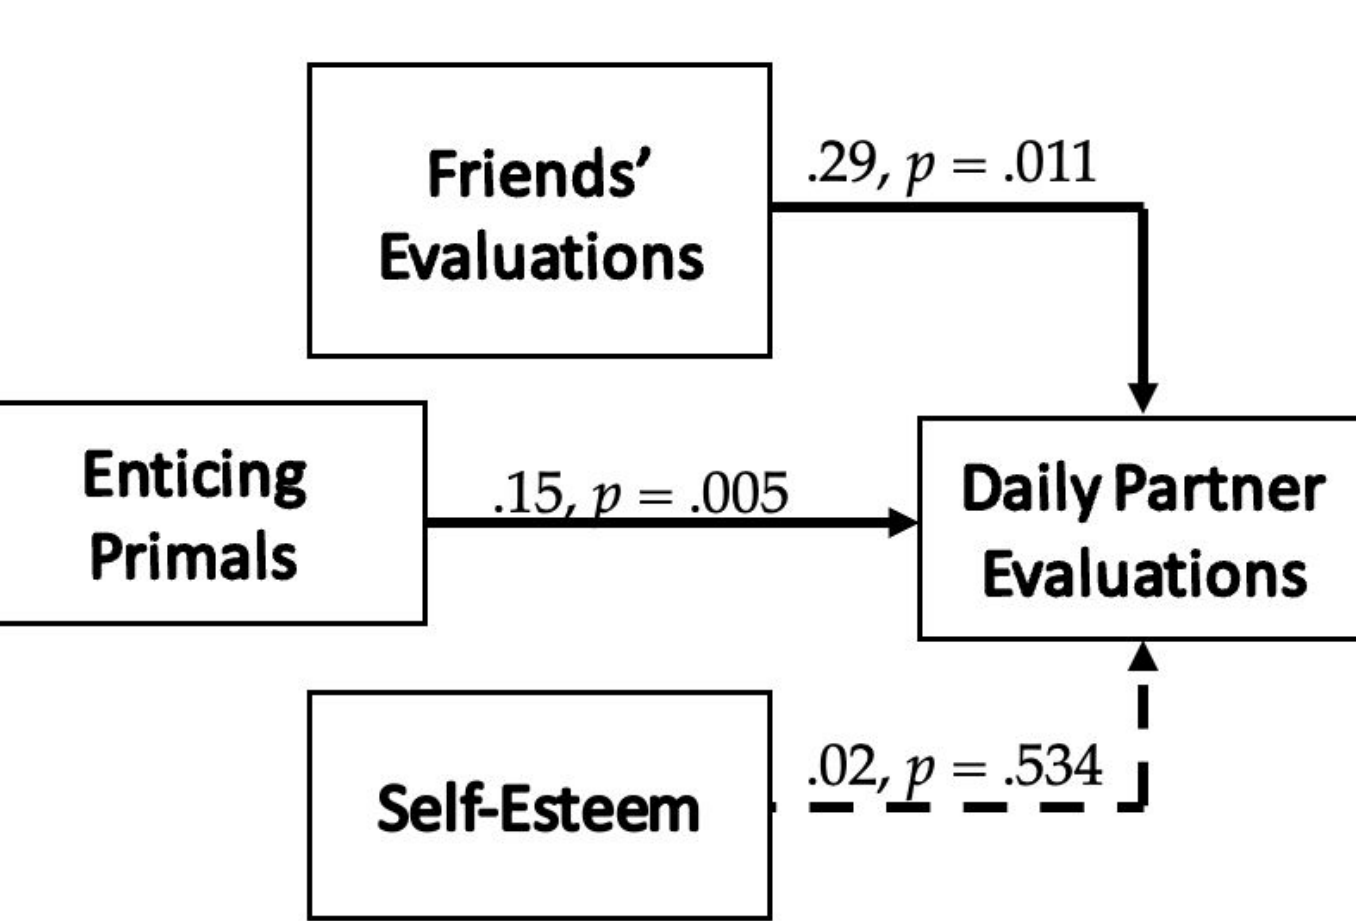 Friends’
Evaluations
.29, p = .011
Enticing
Primals
.15, p = .005
Daily Partner
Evaluations
Self-Esteem
.02, p = .534